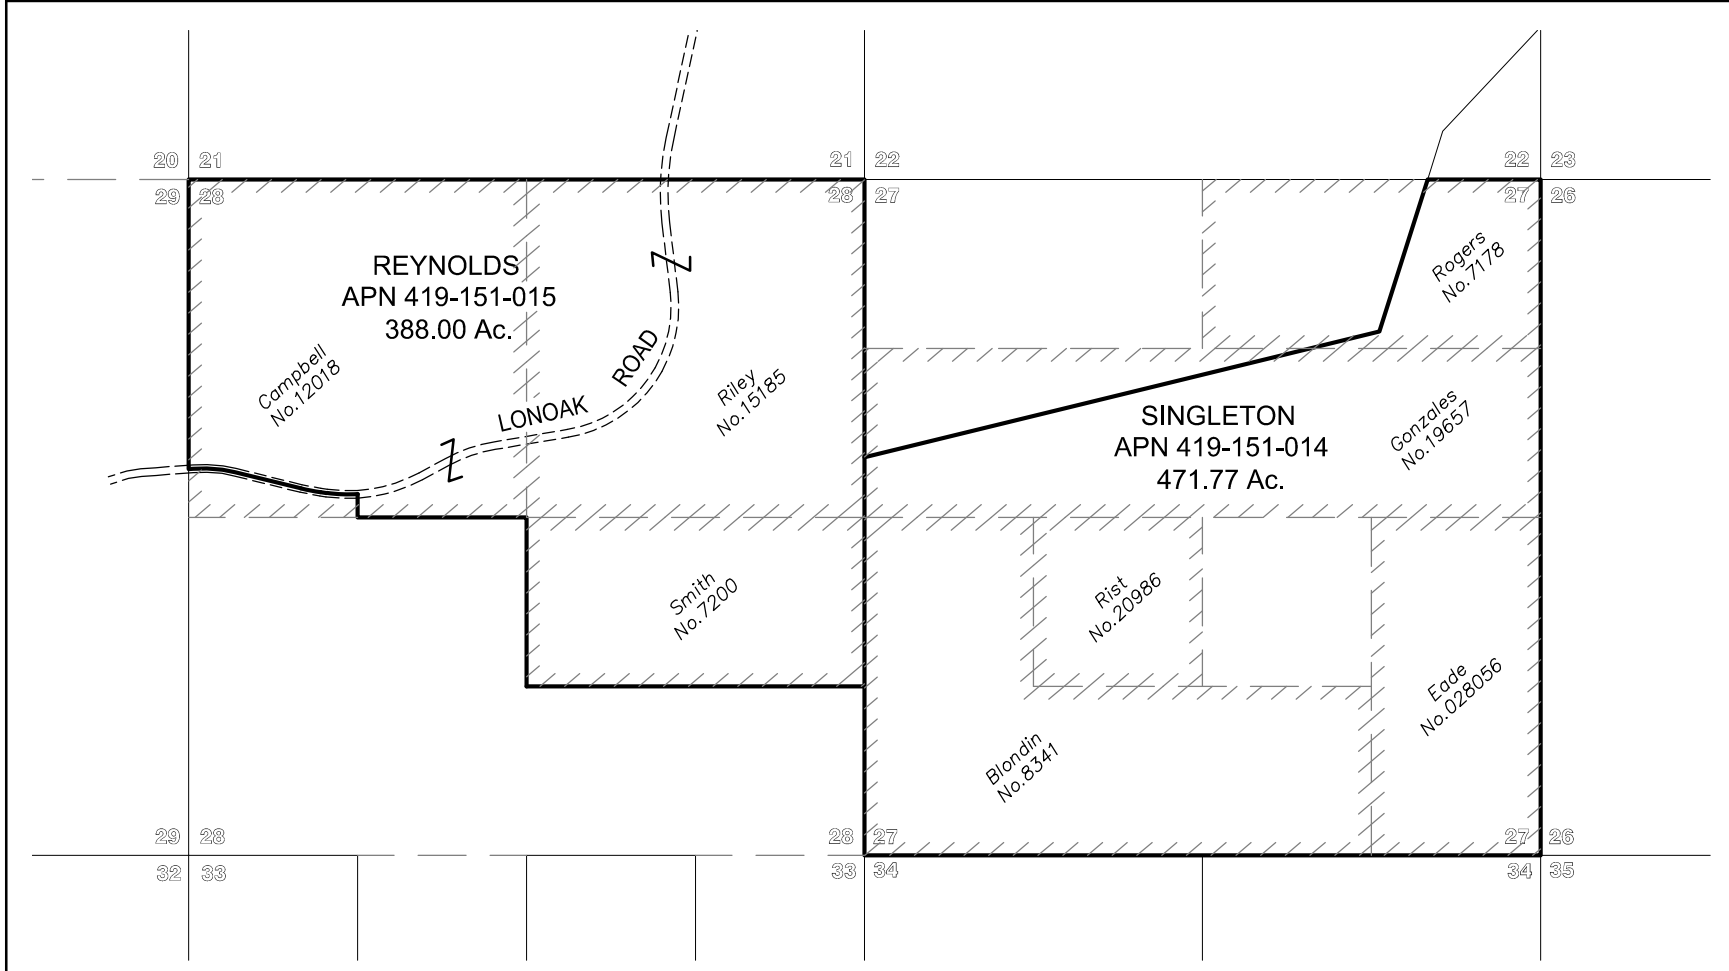 20 21
21 22
22 23
29 28
28 27
27 26
REYNOLDS
APN 419-151-015
388.00 Ac.
Campbell
No.12018
LONOAK ROAD
Riley
No.15185
Rogers
No.7178
SINGLETON
APN 419-151-014
471.77 Ac.
Gonzales
No.19657
Smith
No.7200
Rist
No.20986
Eade
No.028056
Blondin
No.8341
29 28
28 27
27 26
32 33
33 34
34 35